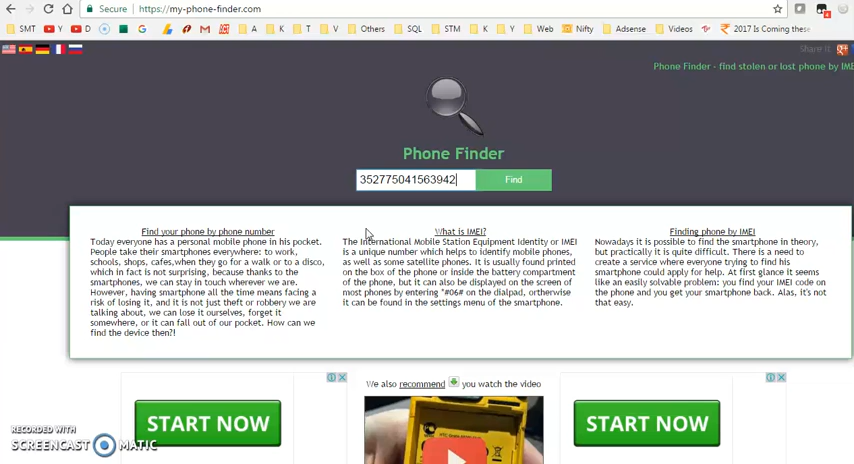 Secure https://my-phone-finder.com
SMT Y D G A K T V Others SQL STM K Y Web Nifty Adsense Videos 2017 Is Coming these
Share it
Phone Finder - find stolen or lost phone by IME
Phone Finder
352775041563942
Find
Find your phone by phone number
Today everyone has a personal mobile phone in his pocket.
People take their smartphones everywhere: to work,
schools, shops, cafes,when they go for a walk or to a disco,
which in fact is not surprising, because thanks to the
smartphones, we can stay in touch wherever we are.
However, having smartphone all the time means facing a
risk of losing it, and it is not just theft or robbery we are
talking about, we can lose it ourselves, forget it
somewhere, or it can fall out of our pocket. How can we
find the device then?!
What is IMEI?
The International Mobile Station Equipment Identity or IMEI
is a unique number which helps to identify mobile phones,
as well as some satellite phones. It is usually found printed
on the box of the phone or inside the battery compartment
of the phone, but it can also be displayed on the screen of
most phones by entering *#06# on the dialpad, otherwise
it can be found in the settings menu of the smartphone.
Finding phone by IMEI
Nowadays it is possible to find the smartphone in theory,
but practically it is quite difficult. There is a need to
create a service where everyone trying to find his
smartphone could apply for help. At first glance it seems
like an easily solvable problem: you find your IMEI code on
the phone and you get your smartphone back. Alas, it's not
that easy.
We also recommend you watch the video
START NOW
START NOW
RECORDED WITH
SCREENCAST MATIC